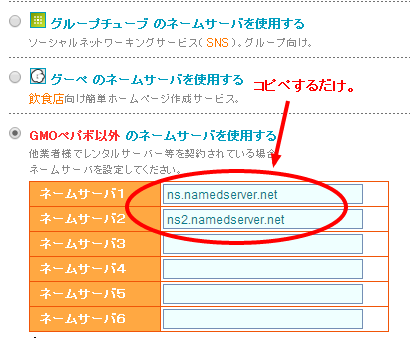 グループチューブ のネームサーバを使用する
ソーシャルネットワーキングサービス( SNS )。グループ向け。
グーペ のネームサーバを使用する
コピペするだけ。
飲食店向け簡単ホームページ作成サービス。
GMOペパボ以外 のネームサーバを使用する
他業者様でレンタルサーバー等を契約されている場合
ネームサーバを設定してください。
ネームサーバ1 ns.namedserver.net
ネームサーバ2 ns2.namedserver.net
ネームサーバ3
ネームサーバ4
ネームサーバ5
ネームサーバ6